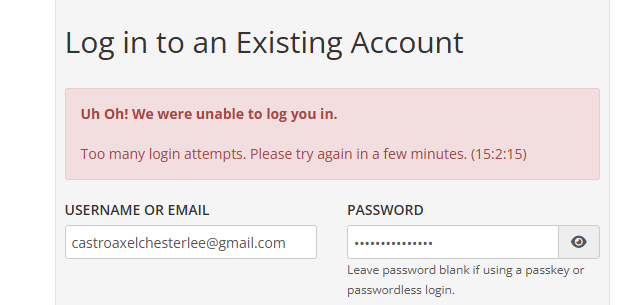 Log in to an Existing Account
Uh Oh! We were unable to log you in.
Too many login attempts. Please try again in a few minutes. (15:2:15)
USERNAME OR EMAIL
PASSWORD
castroaxelchesterlee@gmail.com
•••••••••••••••
Leave password blank if using a passkey or
passwordless login.